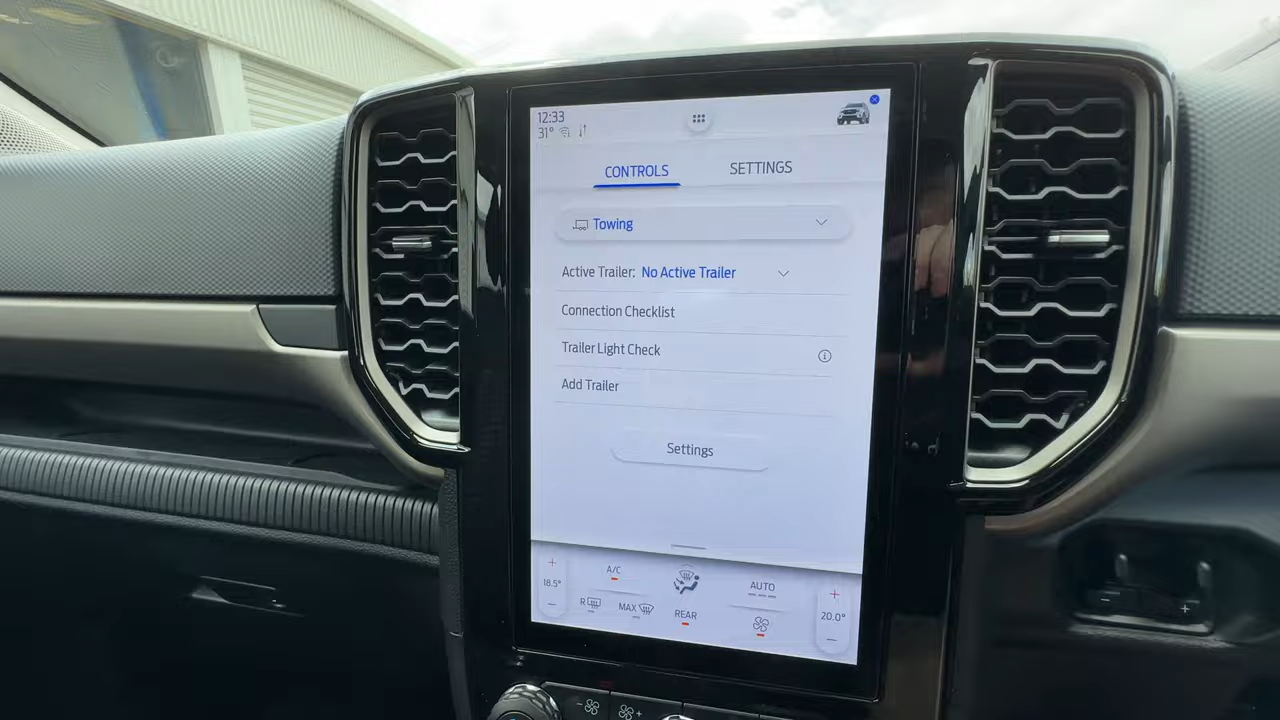 12:33
31°
CONTROLS SETTINGS
Towing
Active Trailer: No Active Trailer
Connection Checklist
Trailer Light Check
Add Trailer
Settings
+ A/C AUTO +
18.5° R MAX REAR 20.0°
− −
− +
− +